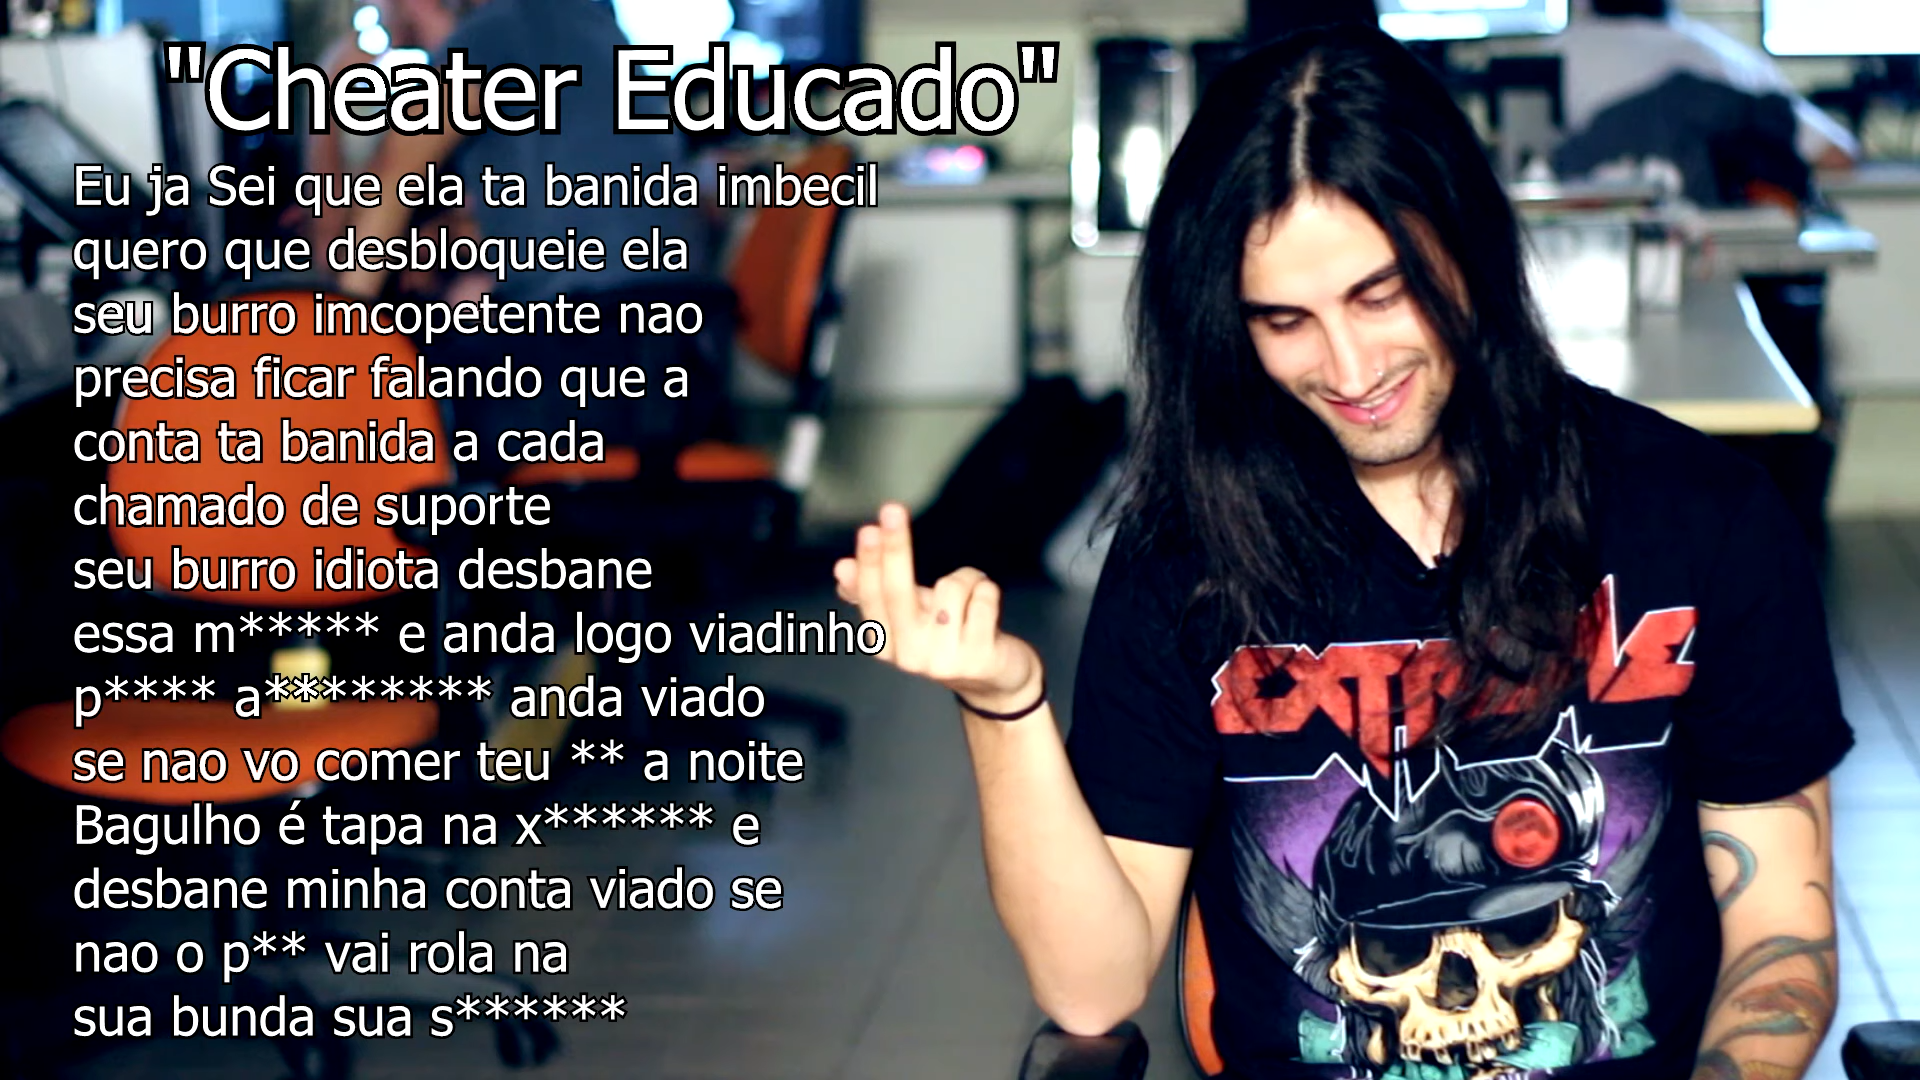 "Cheater Educado"
Eu ja Sei que ela ta banida imbecil
quero que desbloqueie ela
seu burro imcopetente nao
precisa ficar falando que a
conta ta banida a cada
chamado de suporte
seu burro idiota desbane
essa m***** e anda logo viadinho
p**** a******** anda viado
se nao vo comer teu ** a noite
Bagulho é tapa na x****** e
desbane minha conta viado se
nao o p** vai rola na
sua bunda sua s******
EXTREME